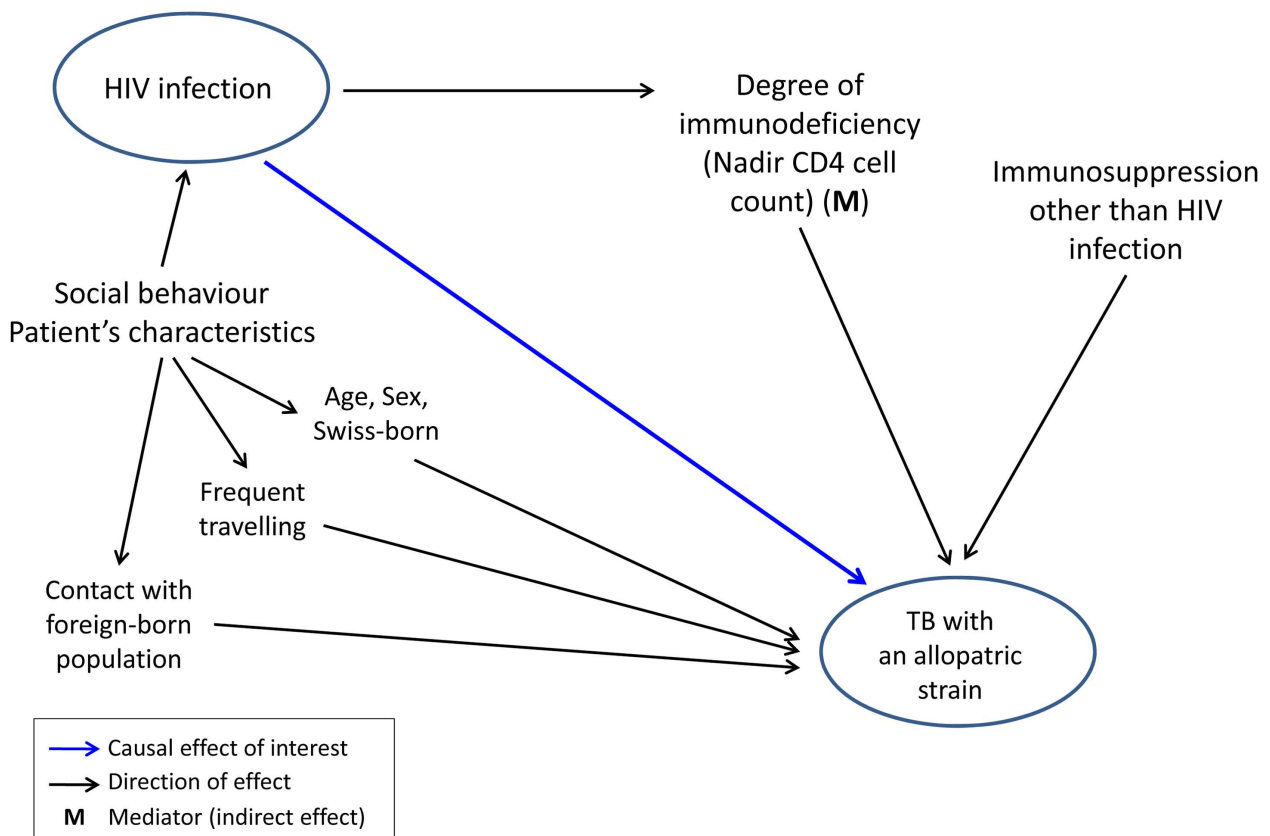 HIV infection
Degree of
immunodeficiency
(Nadir CD4 cell
count) (M)
Immunosuppression
other than HIV
infection
Social behaviour
Patient’s characteristics
Age, Sex,
Swiss-born
Frequent
travelling
Contact with
foreign-born
population
TB with
an allopatric
strain
Causal effect of interest
Direction of effect
M Mediator (indirect effect)